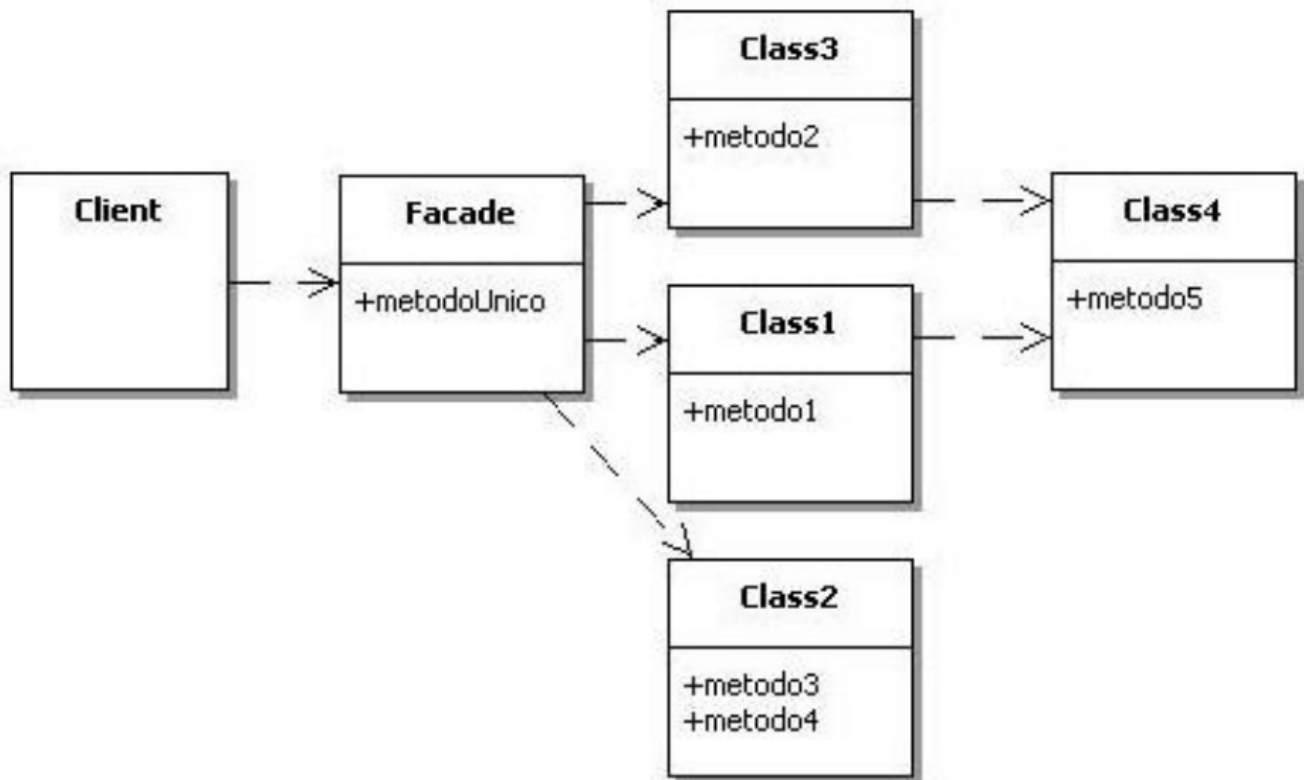 Client
Facade
+metodoUnico
Class3
+metodo2
Class1
+metodo1
Class2
+metodo3
+metodo4
Class4
+metodo5